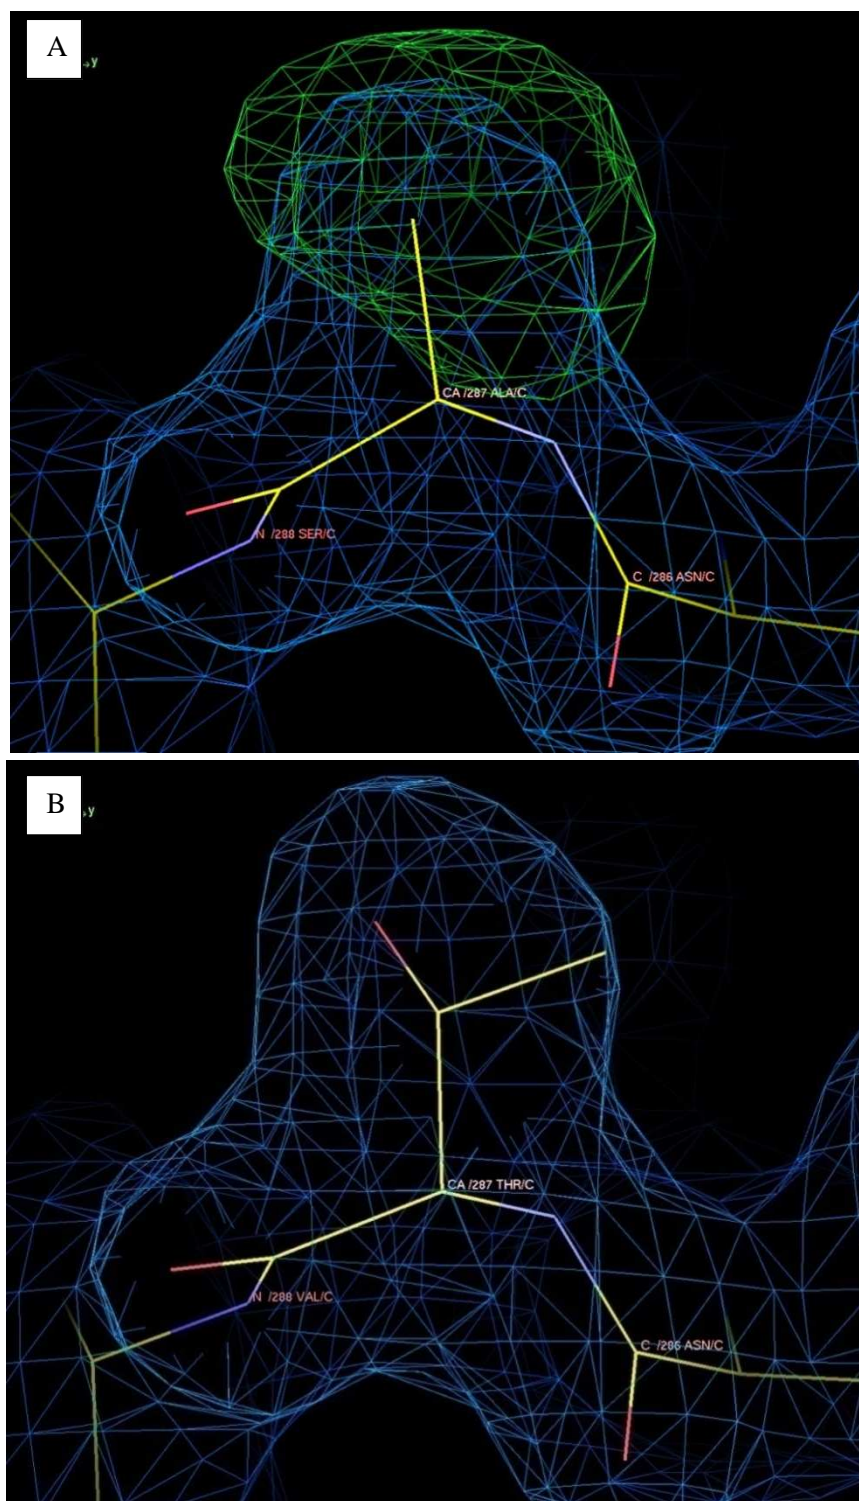 A
y
CA /287 ALA/C
N /288 SER/C
C /286 ASN/C
B
y
CA /287 THR/C
N /288 VAL/C
C /286 ASN/C